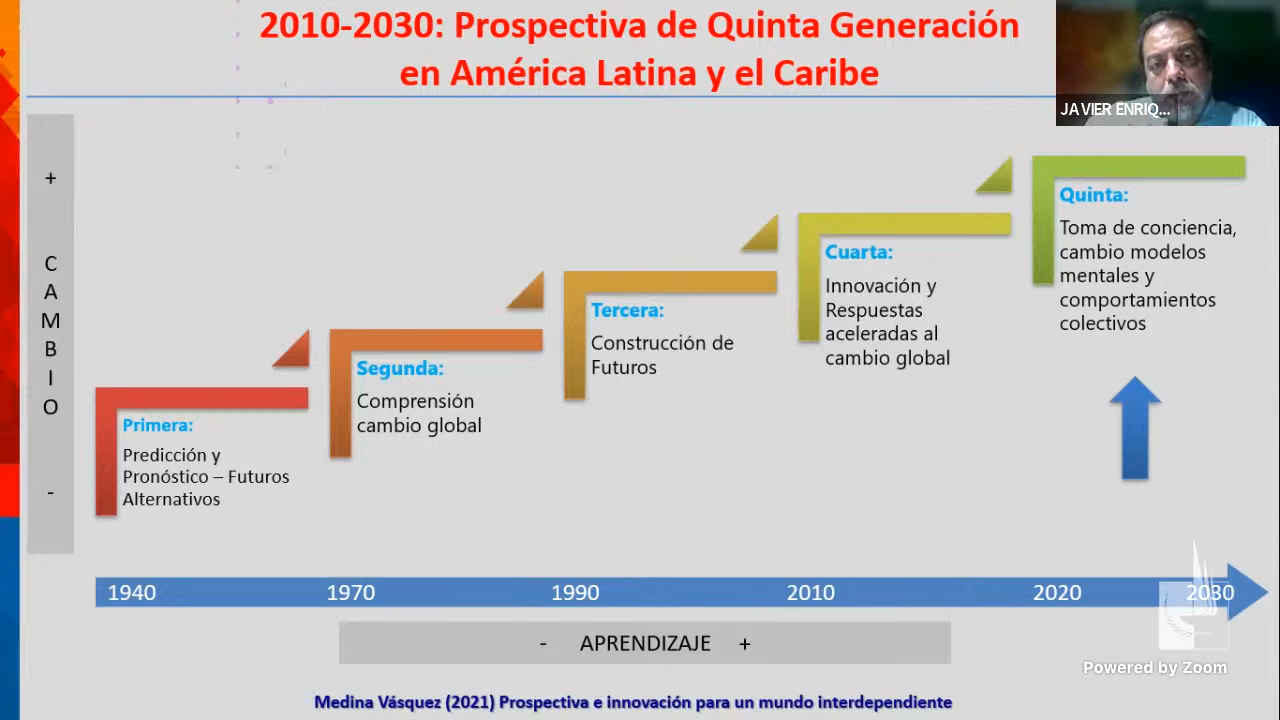 2010-2030: Prospectiva de Quinta Generación
en América Latina y el Caribe
JAVIER ENRIQ...
+
C
A
M
B
I
O
-
Primera:
Predicción y
Pronóstico – Futuros
Alternativos
Segunda:
Comprensión
cambio global
Tercera:
Construcción de
Futuros
Cuarta:
Innovación y
Respuestas
aceleradas al
cambio global
Quinta:
Toma de conciencia,
cambio modelos
mentales y
comportamientos
colectivos
1940 1970 1990 2010 2020 2030
- APRENDIZAJE +
Powered by Zoom
Medina Vásquez (2021) Prospectiva e innovación para un mundo interdependiente